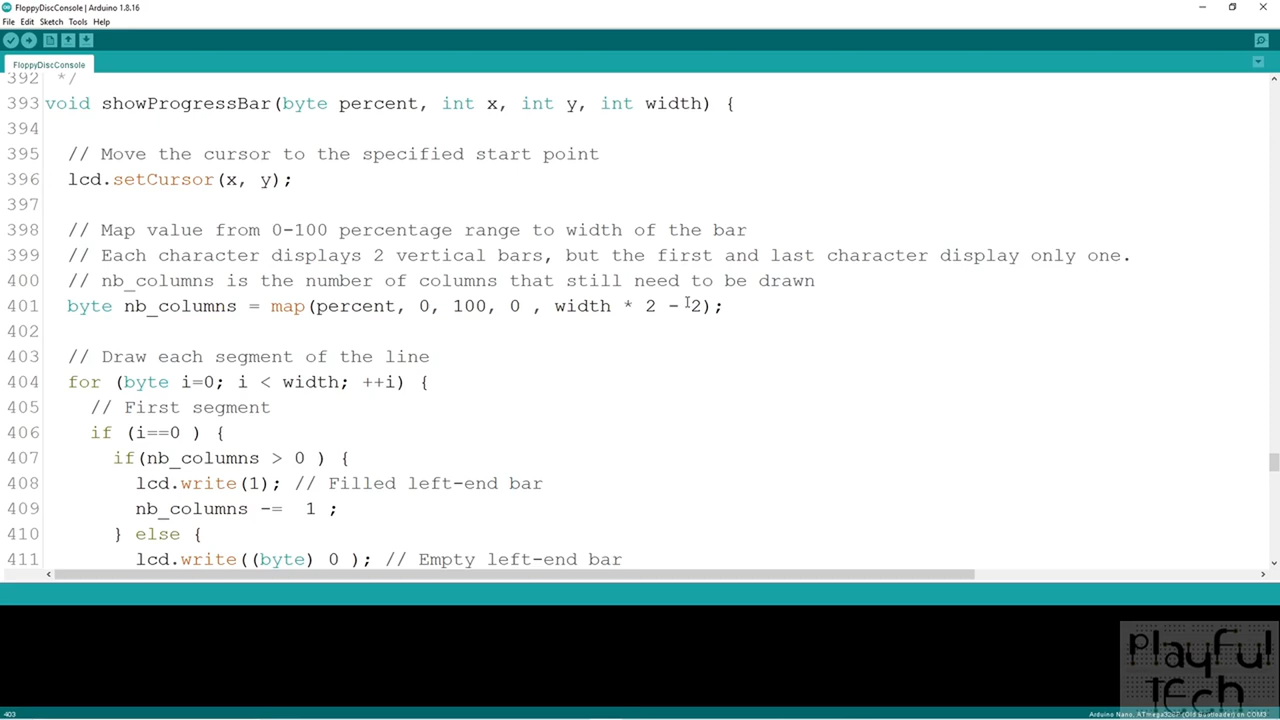 FloppyDiscConsole | Arduino 1.8.16
File Edit Sketch Tools Help
FloppyDiscConsole
392 */
393 void showProgressBar(byte percent, int x, int y, int width) {
394
395 // Move the cursor to the specified start point
396 lcd.setCursor(x, y);
397
398 // Map value from 0-100 percentage range to width of the bar
399 // Each character displays 2 vertical bars, but the first and last character display only one.
400 // nb_columns is the number of columns that still need to be drawn
401 byte nb_columns = map(percent, 0, 100, 0 , width * 2 - 2);
402
403 // Draw each segment of the line
404 for (byte i=0; i < width; ++i) {
405 // First segment
406 if (i==0 ) {
407 if(nb_columns > 0 ) {
408 lcd.write(1); // Filled left-end bar
409 nb_columns -= 1 ;
410 } else {
411 lcd.write((byte) 0 ); // Empty left-end bar
PlayFul
TEch
403
Arduino Nano, on COM3